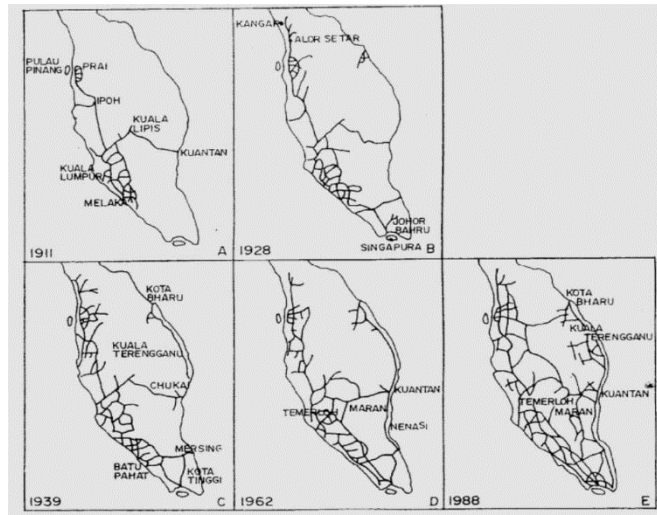 KANGAR
ALOR SETAR
PULAU
PINANG
PRAI
IPOH
KUALA
LIPIS
KUANTAN
KUALA
LUMPUR
MELAKA
JOHOR
BAHRU
SINGAPURA
1911
A
1928
B
KOTA
BHARU
KUALA
TERENGGANU
CHUKAI
MERSING
BATU
PAHAT
KOTA
TINGGI
1939
C
KUANTAN
TEMERLOH
MARAN
NENASI
1962
D
KOTA
BHARU
KUALA
TERENGGANU
KUANTAN
TEMERLOH
MARAN
1988
E